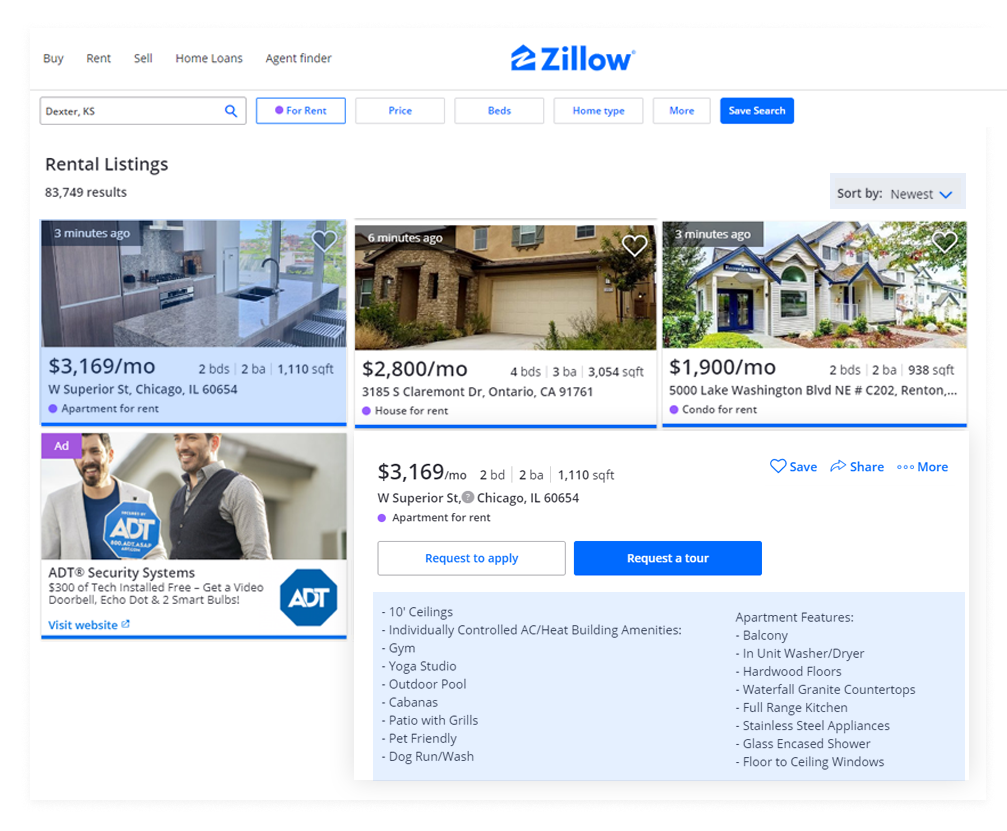 Buy Rent Sell Home Loans Agent finder
Zillow
Dexter, KS
For Rent
Price
Beds
Home type
More
Save Search
Rental Listings
83,749 results
Sort by: Newest
3 minutes ago
$3,169/mo 2 bds 2 ba 1,110 sqft
W Superior St, Chicago, IL 60654
Apartment for rent
6 minutes ago
$2,800/mo 4 bds 3 ba 3,054 sqft
3185 S Claremont Dr, Ontario, CA 91761
House for rent
3 minutes ago
$1,900/mo 2 bds 2 ba 938 sqft
5000 Lake Washington Blvd NE # C202, Renton,...
Condo for rent
Ad
SECURED BY
ADT
800.ADT.ASAP
ADT.COM
ADT® Security Systems
$300 of Tech Installed Free – Get a Video
Doorbell, Echo Dot & 2 Smart Bulbs!
Visit website
ADT
$3,169/mo 2 bd 2 ba 1,110 sqft
Save Share More
W Superior St, ? Chicago, IL 60654
Apartment for rent
Request to apply
Request a tour
- 10' Ceilings
- Individually Controlled AC/Heat Building Amenities:
- Gym
- Yoga Studio
- Outdoor Pool
- Cabanas
- Patio with Grills
- Pet Friendly
- Dog Run/Wash
Apartment Features:
- Balcony
- In Unit Washer/Dryer
- Hardwood Floors
- Waterfall Granite Countertops
- Full Range Kitchen
- Stainless Steel Appliances
- Glass Encased Shower
- Floor to Ceiling Windows